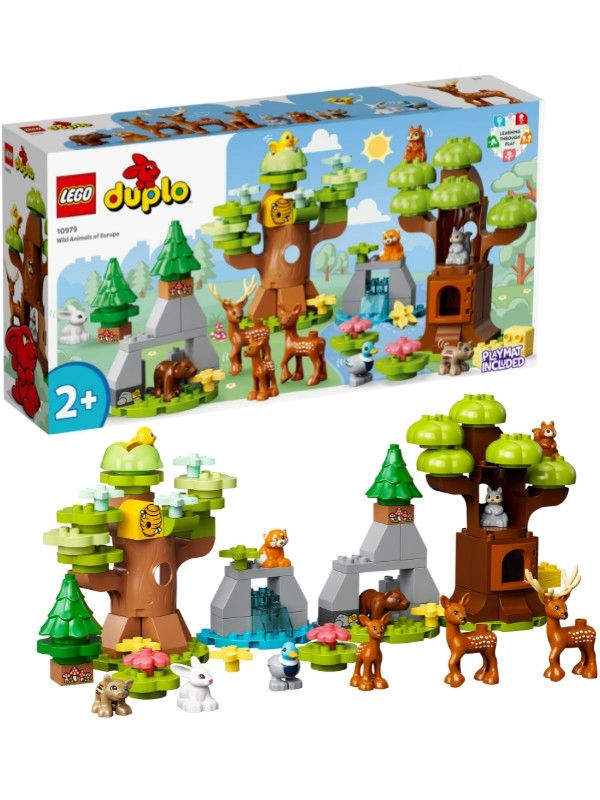 LEARNING
THROUGH
PLAY
LEGO
duplo
10979
Wild Animals of Europe
PLAYMAT
INCLUDED
2+